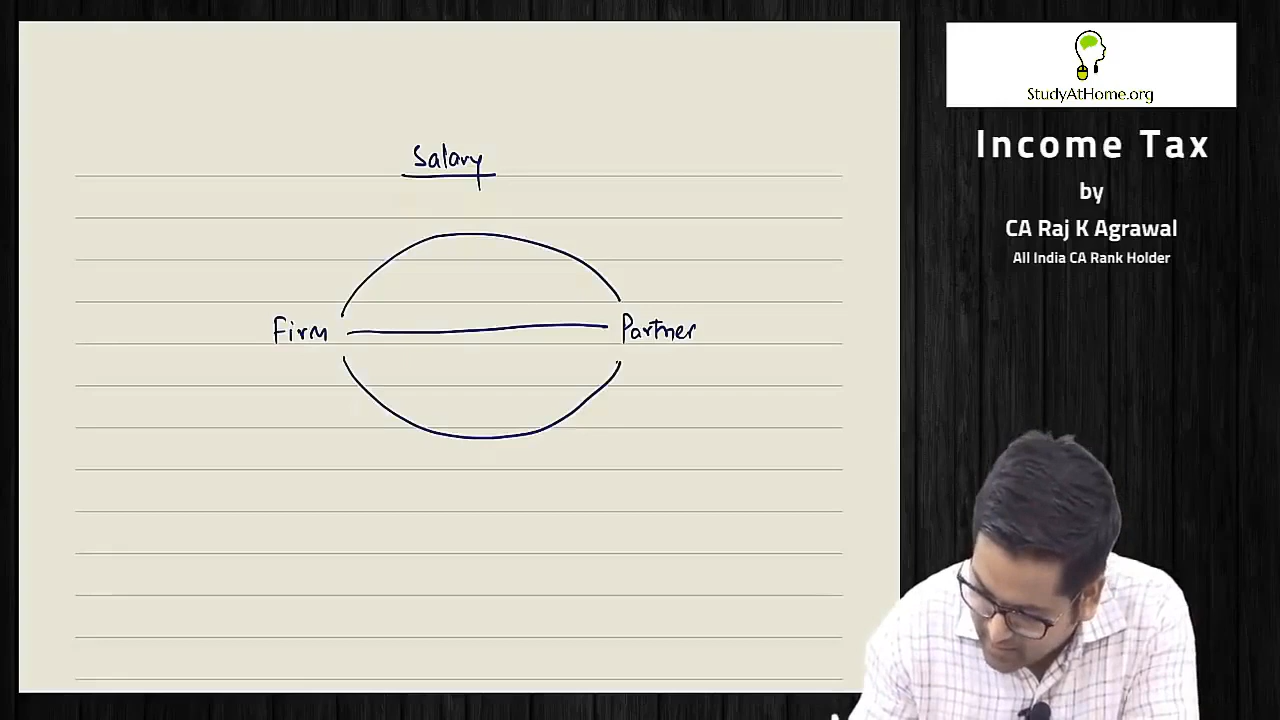 Salary
Firm
Partner
StudyAtHome.org
Income Tax
by
CA Raj K Agrawal
All India CA Rank Holder